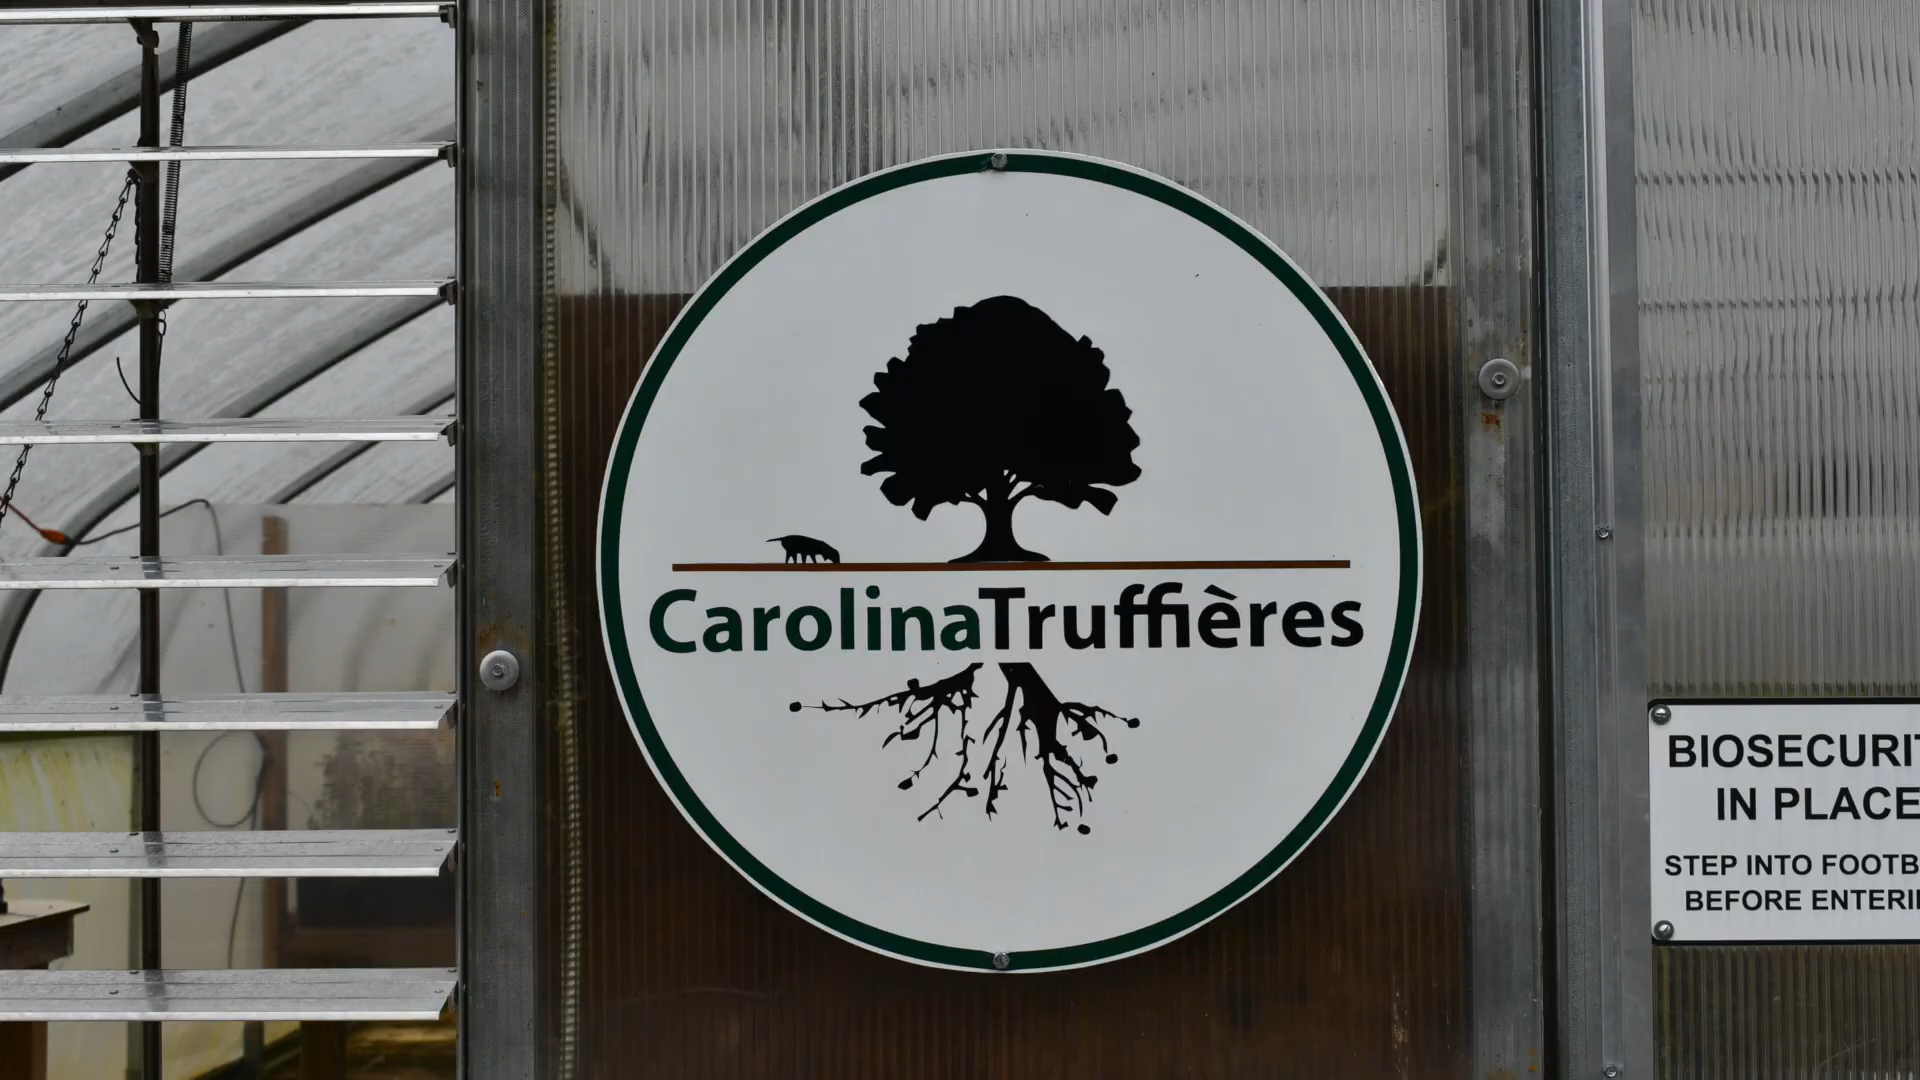 CarolinaTruffières
BIOSECURIT
IN PLACE
STEP INTO FOOTB
BEFORE ENTERI